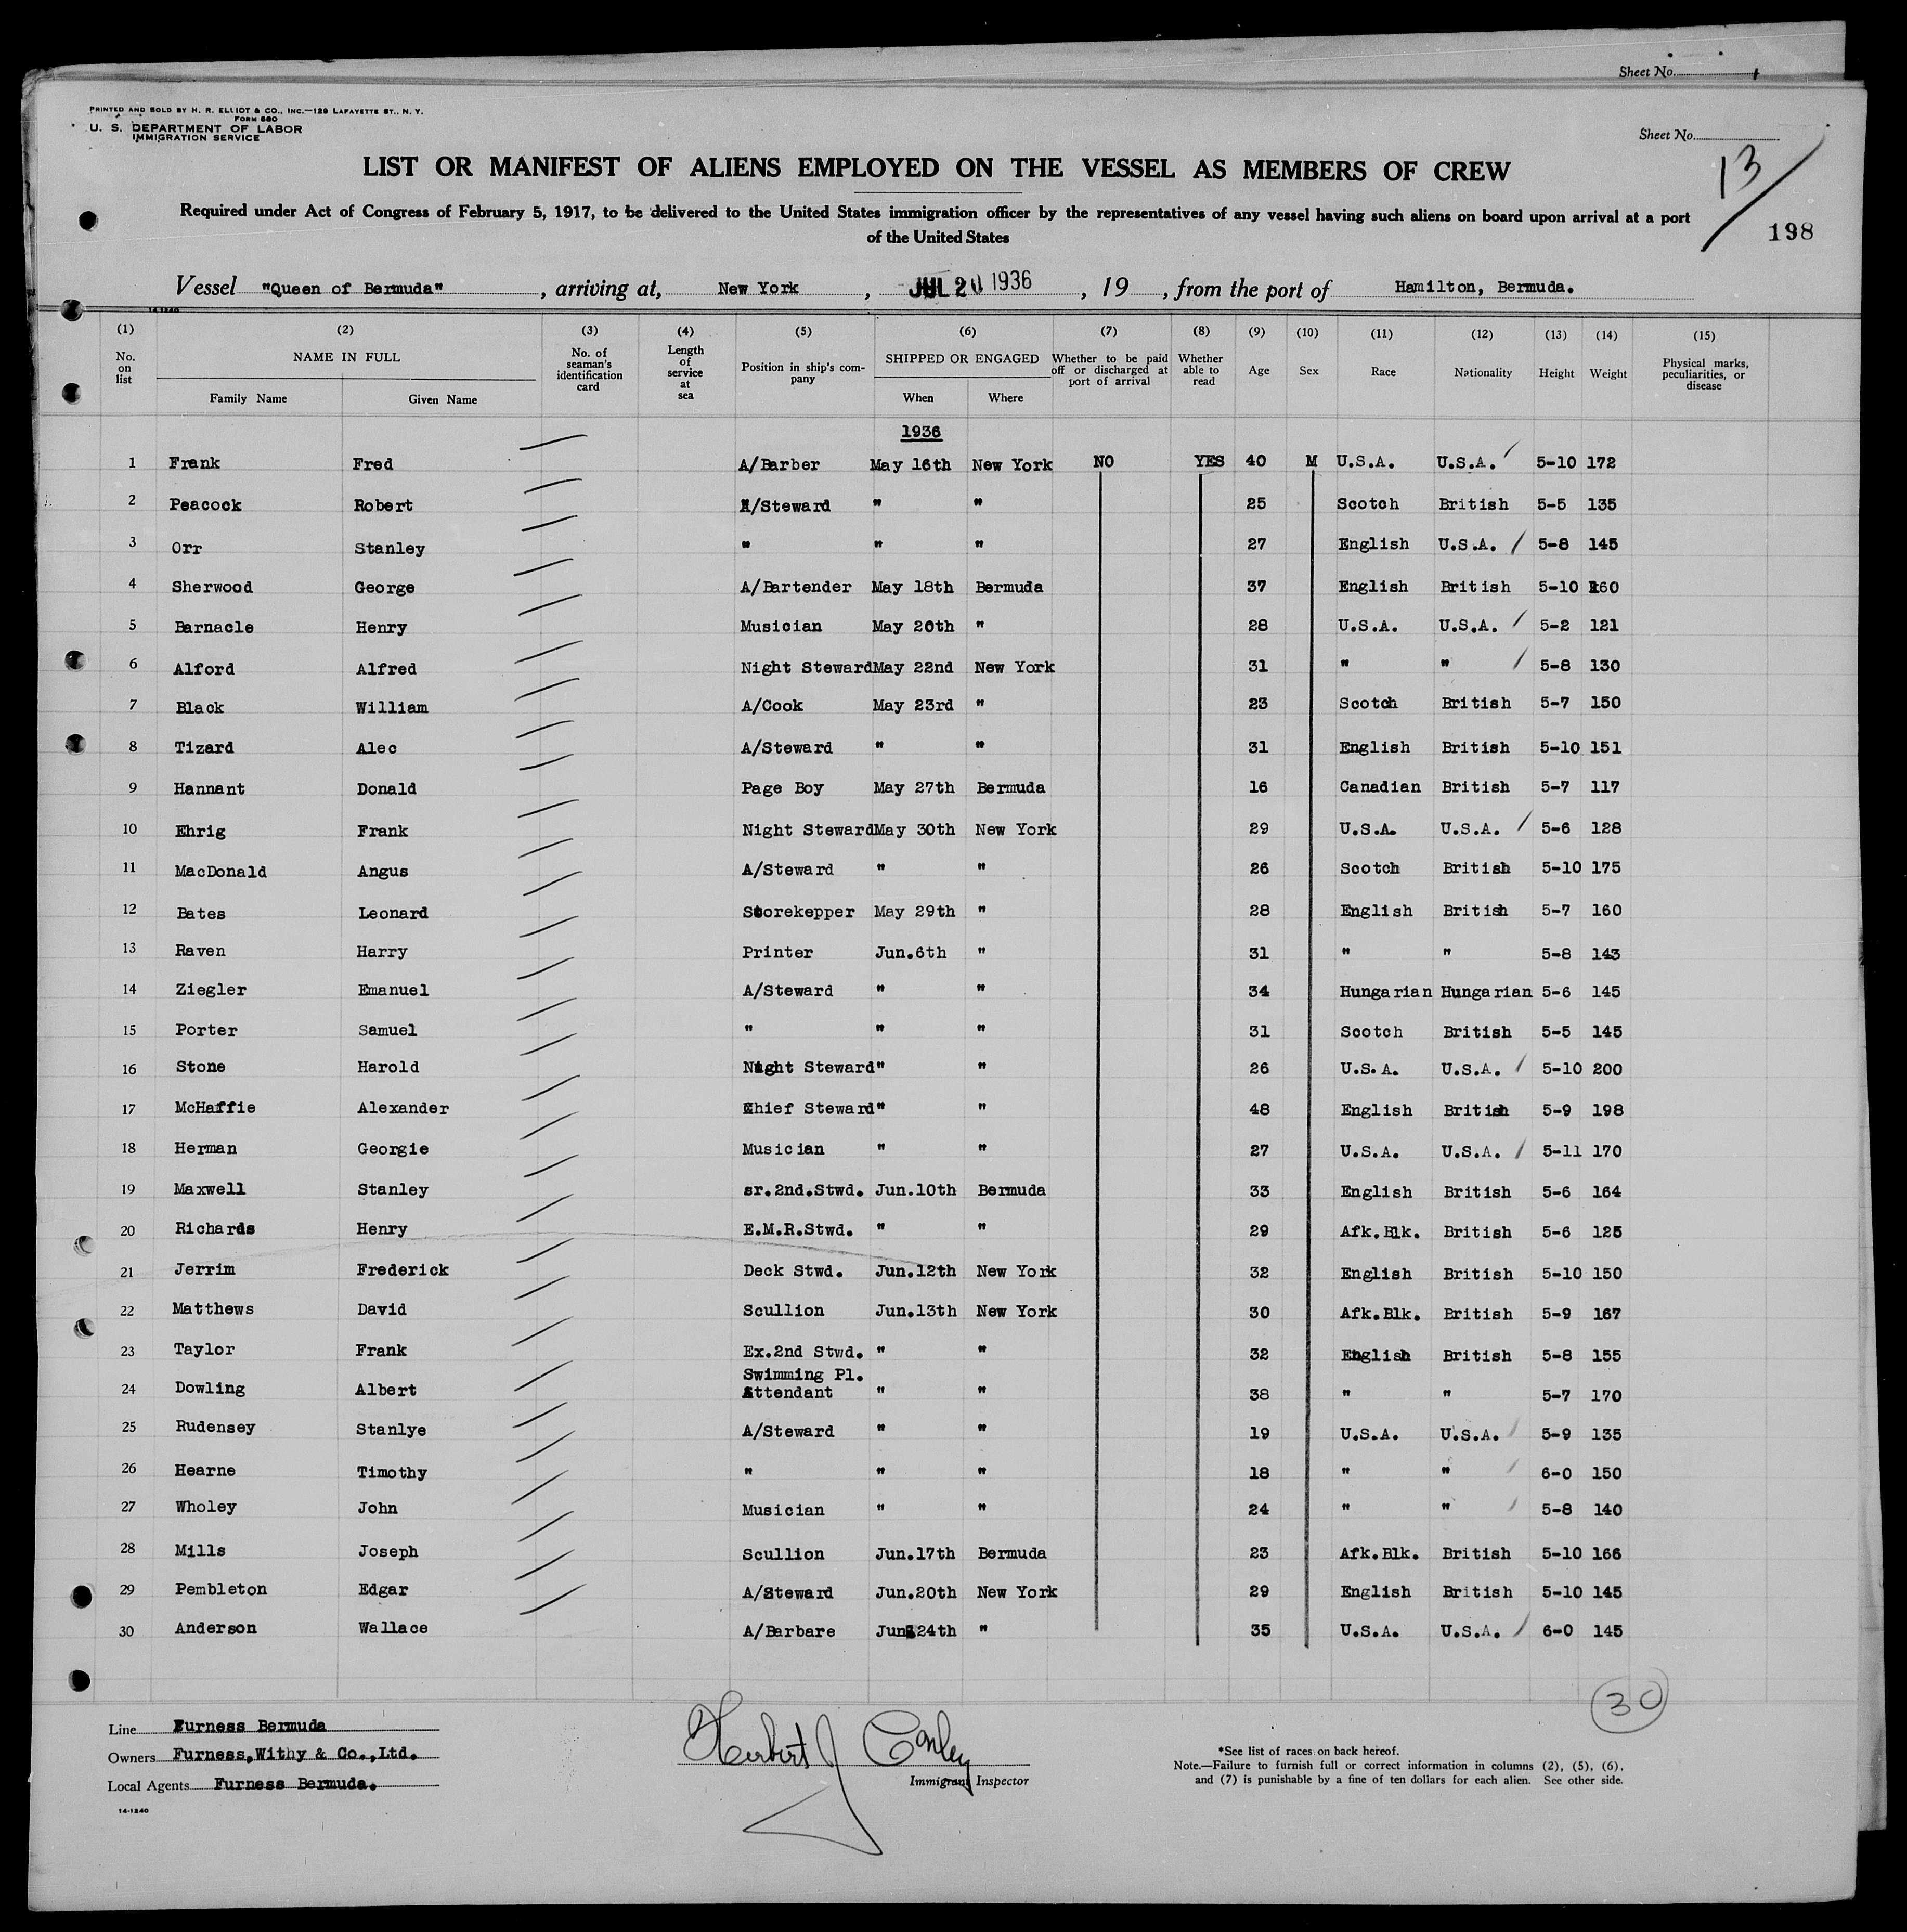 Sheet No.
PRINTED AND SOLD BY H. R. ELLIOT & CO., INC.—129 LAFAYETTE ST., N. Y.
FORM 680
U. S. DEPARTMENT OF LABOR
IMMIGRATION SERVICE
Sheet No.
13
LIST OR MANIFEST OF ALIENS EMPLOYED ON THE VESSEL AS MEMBERS OF CREW
Required under Act of Congress of February 5, 1917, to be delivered to the United States immigration officer by the representatives of any vessel having such aliens on board upon arrival at a port
of the United States
198
Vessel "Queen of Bermuda", arriving at, New York, JUL 20 1936, 19 , from the port of Hamilton, Bermuda.
14-1240
(1) (2) (3) (4) (5) (6) (7) (8) (9) (10) (11) (12) (13) (14) (15)
No. on list NAME IN FULL Family Name Given Name No. of seaman's identification card Length of service at sea Position in ship's company SHIPPED OR ENGAGED When Where Whether to be paid off or discharged at port of arrival Whether able to read Age Sex Race Nationality Height Weight Physical marks, peculiarities, or disease
1936
1 Frank Fred A/Barber May 16th New York NO YES 40 M U.S.A. U.S.A. 5-10 172
2 Peacock Robert A/Steward " " 25 Scotch British 5-5 135
3 Orr Stanley " " " 27 English U.S.A. 5-8 145
4 Sherwood George A/Bartender May 18th Bermuda 37 English British 5-10 160
5 Barnacle Henry Musician May 20th " 28 U.S.A. U.S.A. 5-2 121
6 Alford Alfred Night Steward May 22nd New York 31 " " 5-8 130
7 Black William A/Cook May 23rd " 23 Scotch British 5-7 150
8 Tizard Alec A/Steward " " 31 English British 5-10 151
9 Hannant Donald Page Boy May 27th Bermuda 16 Canadian British 5-7 117
10 Ehrig Frank Night Steward May 30th New York 29 U.S.A. U.S.A. 5-6 128
11 MacDonald Angus A/Steward " " 26 Scotch British 5-10 175
12 Bates Leonard Storekepper May 29th " 28 English British 5-7 160
13 Raven Harry Printer Jun.6th " 31 " " 5-8 143
14 Ziegler Emanuel A/Steward " " 34 Hungarian Hungarian 5-6 145
15 Porter Samuel " " " 31 Scotch British 5-5 145
16 Stone Harold Night Steward " " 26 U.S.A. U.S.A. 5-10 200
17 McHaffie Alexander Chief Steward " " 48 English British 5-9 198
18 Herman Georgie Musician " " 27 U.S.A. U.S.A. 5-11 170
19 Maxwell Stanley sr.2nd.Stwd. Jun.10th Bermuda 33 English British 5-6 164
20 Richards Henry E.M.R.Stwd. " " 29 Afk.Blk. British 5-6 125
21 Jerrim Frederick Deck Stwd. Jun.12th New York 32 English British 5-10 150
22 Matthews David Scullion Jun.13th New York 30 Afk.Blk. British 5-9 167
23 Taylor Frank Ex.2nd Stwd. " " 32 English British 5-8 155
24 Dowling Albert Swimming Pl. Attendant " " 38 " " 5-7 170
25 Rudensey Stanlye A/Steward " " 19 U.S.A. U.S.A. 5-9 135
26 Hearne Timothy " " " 18 " " 6-0 150
27 Wholey John Musician " " 24 " " 5-8 140
28 Mills Joseph Scullion Jun.17th Bermuda 23 Afk.Blk. British 5-10 166
29 Pembleton Edgar A/Steward Jun.20th New York 29 English British 5-10 145
30 Anderson Wallace A/Barbare Jun.24th " 35 U.S.A. U.S.A. 6-0 145
30
Line Furness Bermuda
Owners Furness,Withy & Co.,Ltd.
Local Agents Furness Bermuda.
14-1240
Herbert J Conley
Immigrant Inspector
*See list of races on back hereof.
Note.—Failure to furnish full or correct information in columns (2), (5), (6),
and (7) is punishable by a fine of ten dollars for each alien. See other side.